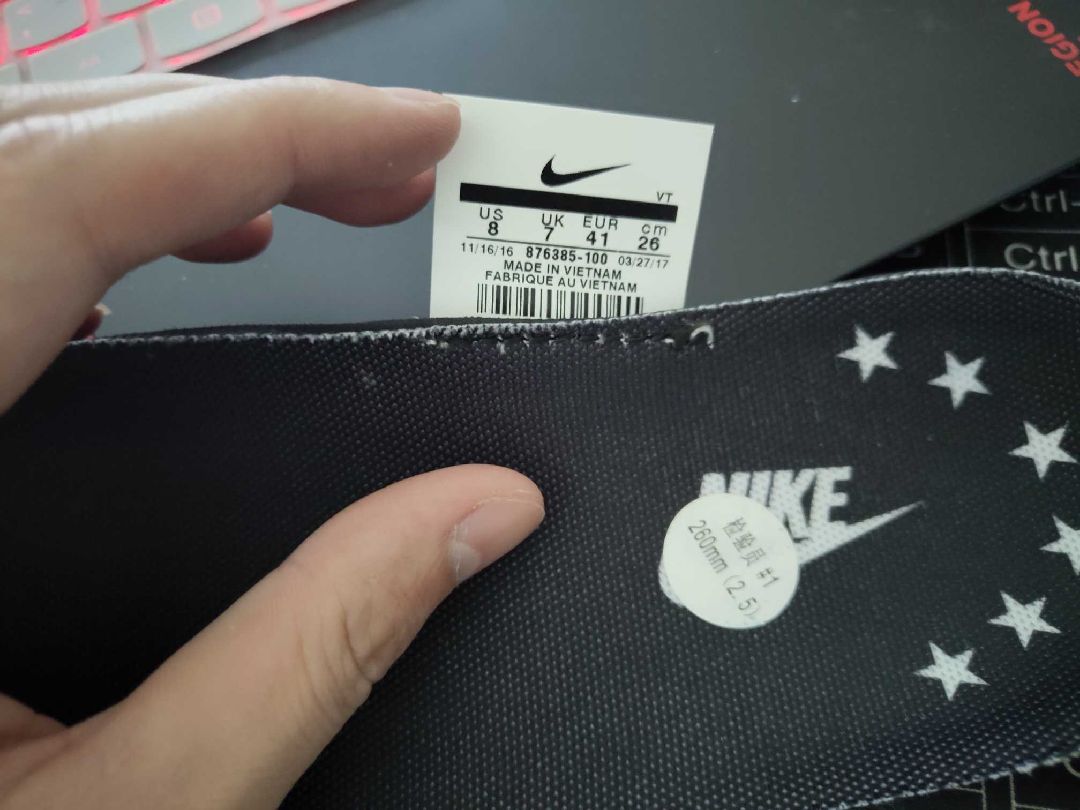 EGION
Ctrl
Ctrl
VT
US UK EUR cm
8 7 41 26
11/16/16 876385-100 03/27/17
MADE IN VIETNAM
FABRIQUE AU VIETNAM
NIKE
检验员 #1
260mm (2.5)